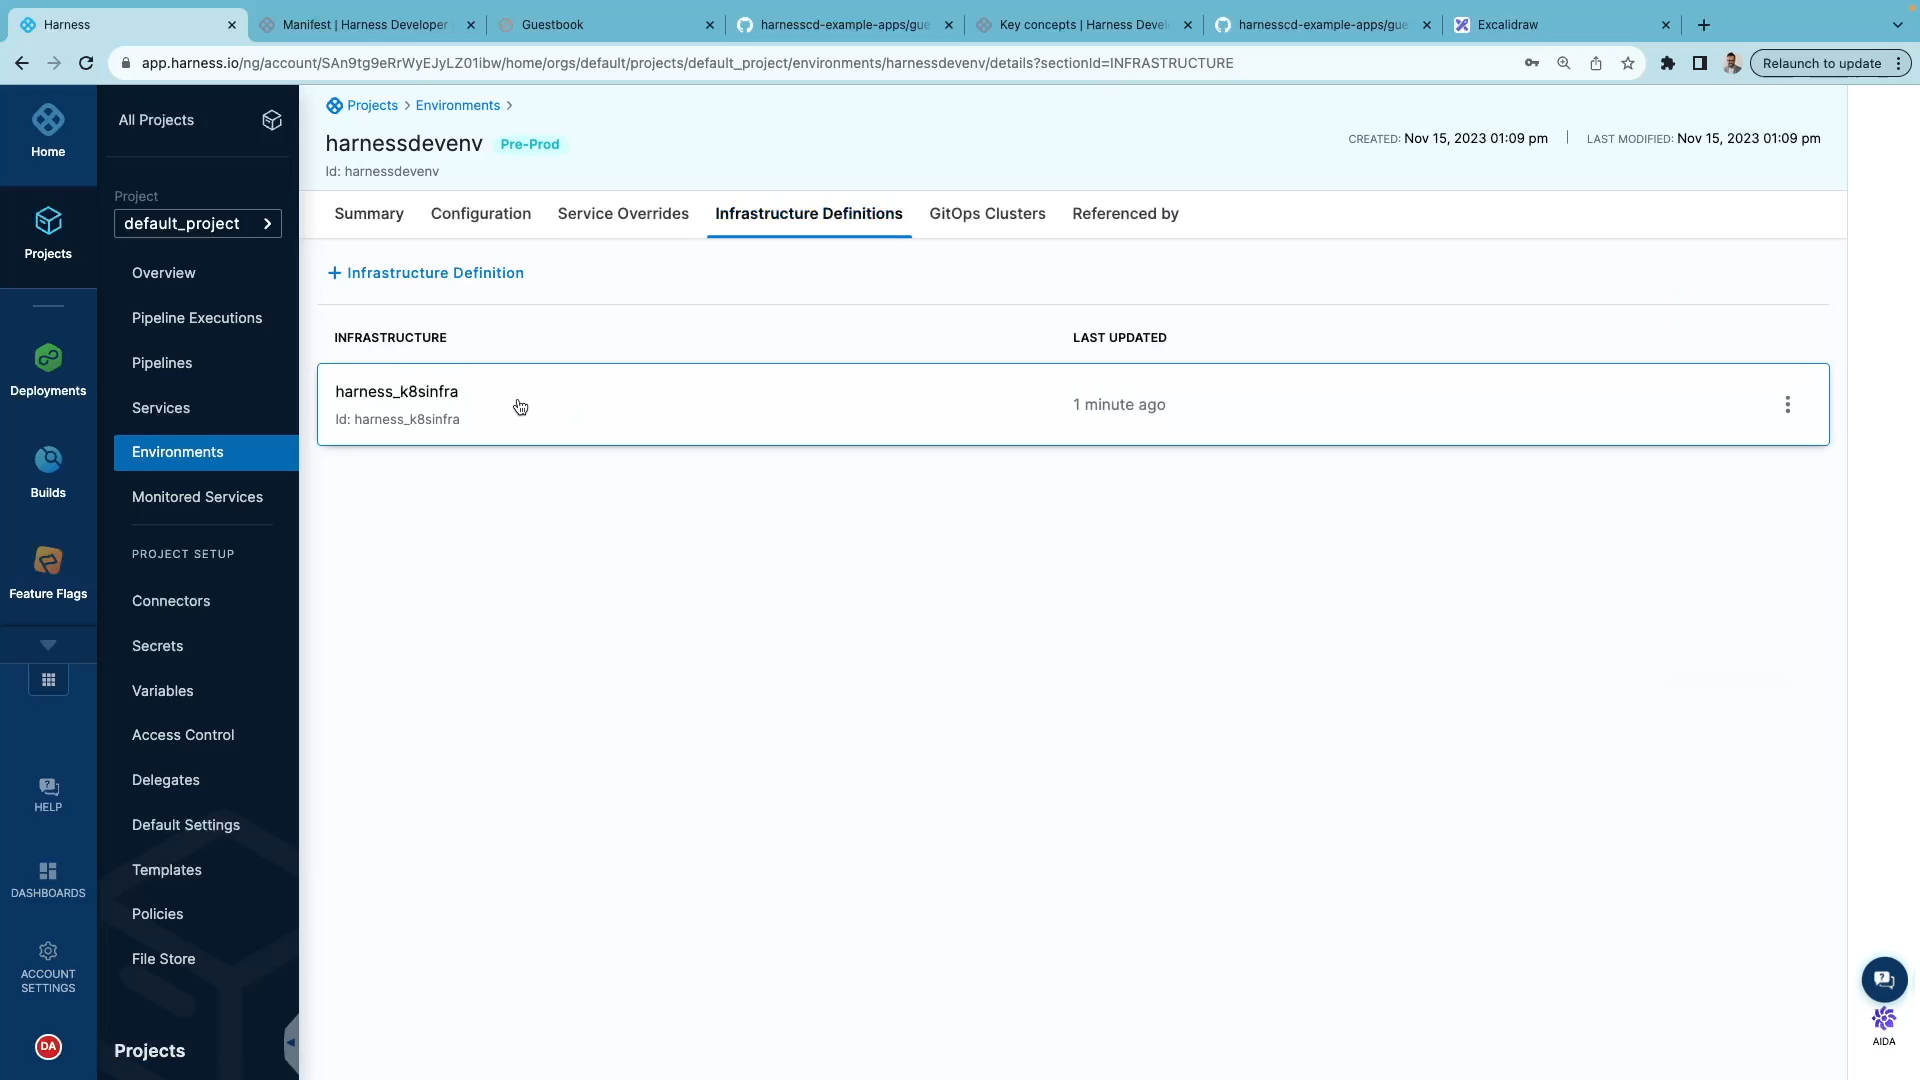 Harness
Manifest | Harness Developer
Guestbook
harnesscd-example-apps/gue
Key concepts | Harness Devel
harnesscd-example-apps/gue
Excalidraw
app.harness.io/ng/account/SAn9tg9eRrWyEJyLZ01ibw/home/orgs/default/projects/default_project/environments/harnessdevenv/details?sectionId=INFRASTRUCTURE
Relaunch to update
Home
Projects
Deployments
Builds
Feature Flags
HELP
DASHBOARDS
ACCOUNT
SETTINGS
DA
All Projects
Project
default_project
Overview
Pipeline Executions
Pipelines
Services
Environments
Monitored Services
PROJECT SETUP
Connectors
Secrets
Variables
Access Control
Delegates
Default Settings
Templates
Policies
File Store
Projects
Projects > Environments >
harnessdevenv Pre-Prod
Id: harnessdevenv
CREATED: Nov 15, 2023 01:09 pm | LAST MODIFIED: Nov 15, 2023 01:09 pm
Summary Configuration Service Overrides Infrastructure Definitions GitOps Clusters Referenced by
+ Infrastructure Definition
INFRASTRUCTURE LAST UPDATED
harness_k8sinfra
Id: harness_k8sinfra
1 minute ago
AIDA